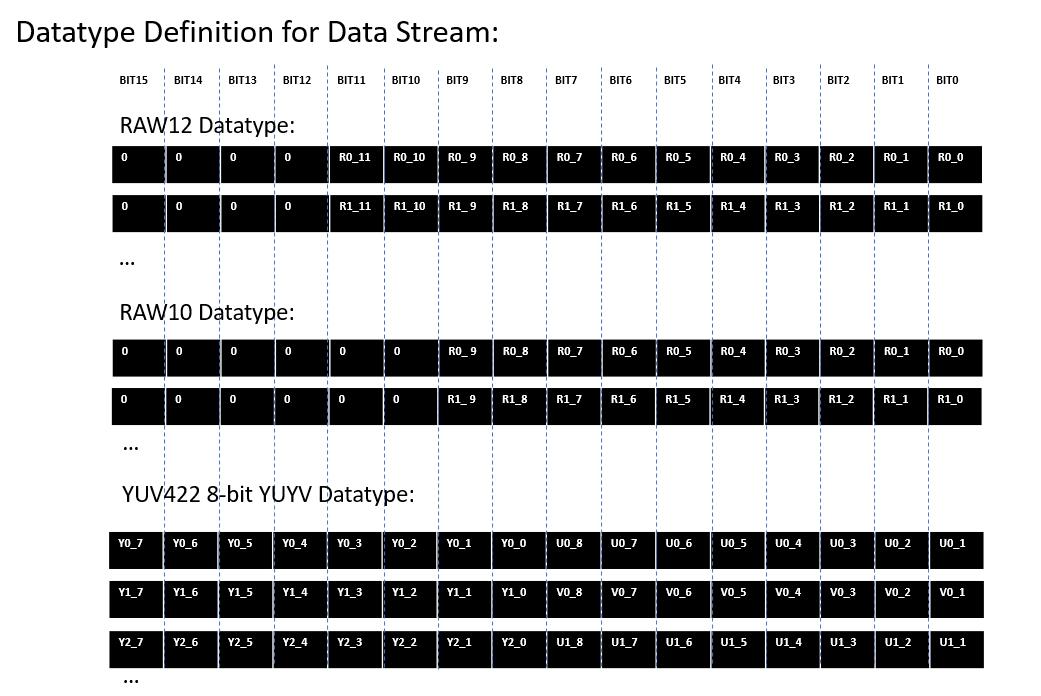 Datatype Definition for Data Stream:
BIT15 BIT14 BIT13 BIT12 BIT11 BIT10 BIT9 BIT8 BIT7 BIT6 BIT5 BIT4 BIT3 BIT2 BIT1 BIT0
RAW12 Datatype:
0 0 0 0 R0_11 R0_10 R0_9 R0_8 R0_7 R0_6 R0_5 R0_4 R0_3 R0_2 R0_1 R0_0
0 0 0 0 R1_11 R1_10 R1_9 R1_8 R1_7 R1_6 R1_5 R1_4 R1_3 R1_2 R1_1 R1_0
...
RAW10 Datatype:
0 0 0 0 0 0 R0_9 R0_8 R0_7 R0_6 R0_5 R0_4 R0_3 R0_2 R0_1 R0_0
0 0 0 0 0 0 R1_9 R1_8 R1_7 R1_6 R1_5 R1_4 R1_3 R1_2 R1_1 R1_0
...
YUV422 8-bit YUYV Datatype:
Y0_7 Y0_6 Y0_5 Y0_4 Y0_3 Y0_2 Y0_1 Y0_0 U0_8 U0_7 U0_6 U0_5 U0_4 U0_3 U0_2 U0_1
Y1_7 Y1_6 Y1_5 Y1_4 Y1_3 Y1_2 Y1_1 Y1_0 V0_8 V0_7 V0_6 V0_5 V0_4 V0_3 V0_2 V0_1
Y2_7 Y2_6 Y2_5 Y2_4 Y2_3 Y2_2 Y2_1 Y2_0 U1_8 U1_7 U1_6 U1_5 U1_4 U1_3 U1_2 U1_1
...